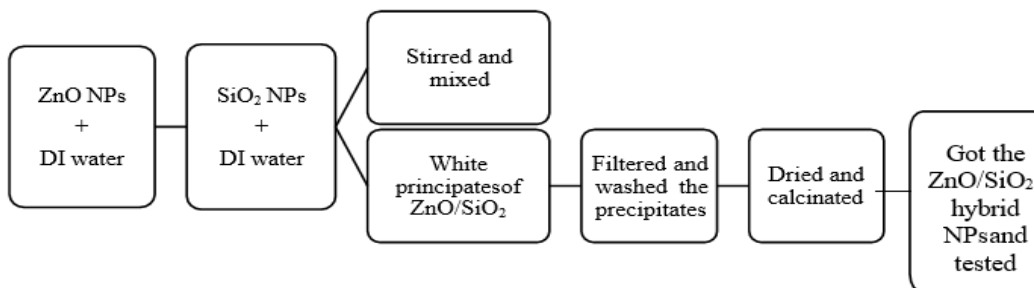 ZnO NPs
+
DI water
SiO₂ NPs
+
DI water
Stirred and
mixed
White
principatesof
ZnO/SiO₂
Filtered and
washed the
precipitates
Dried and
calcinated
Got the
ZnO/SiO₂
hybrid
NPsand
tested